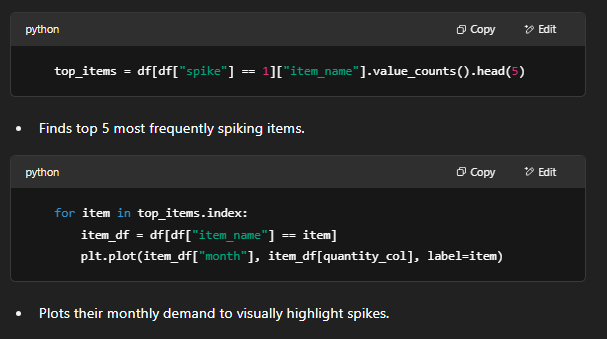 python
Copy
Edit
top_items = df[df["spike"] == 1]["item_name"].value_counts().head(5)
• Finds top 5 most frequently spiking items.
python
Copy
Edit
for item in top_items.index:
    item_df = df[df["item_name"] == item]
    plt.plot(item_df["month"], item_df[quantity_col], label=item)
• Plots their monthly demand to visually highlight spikes.